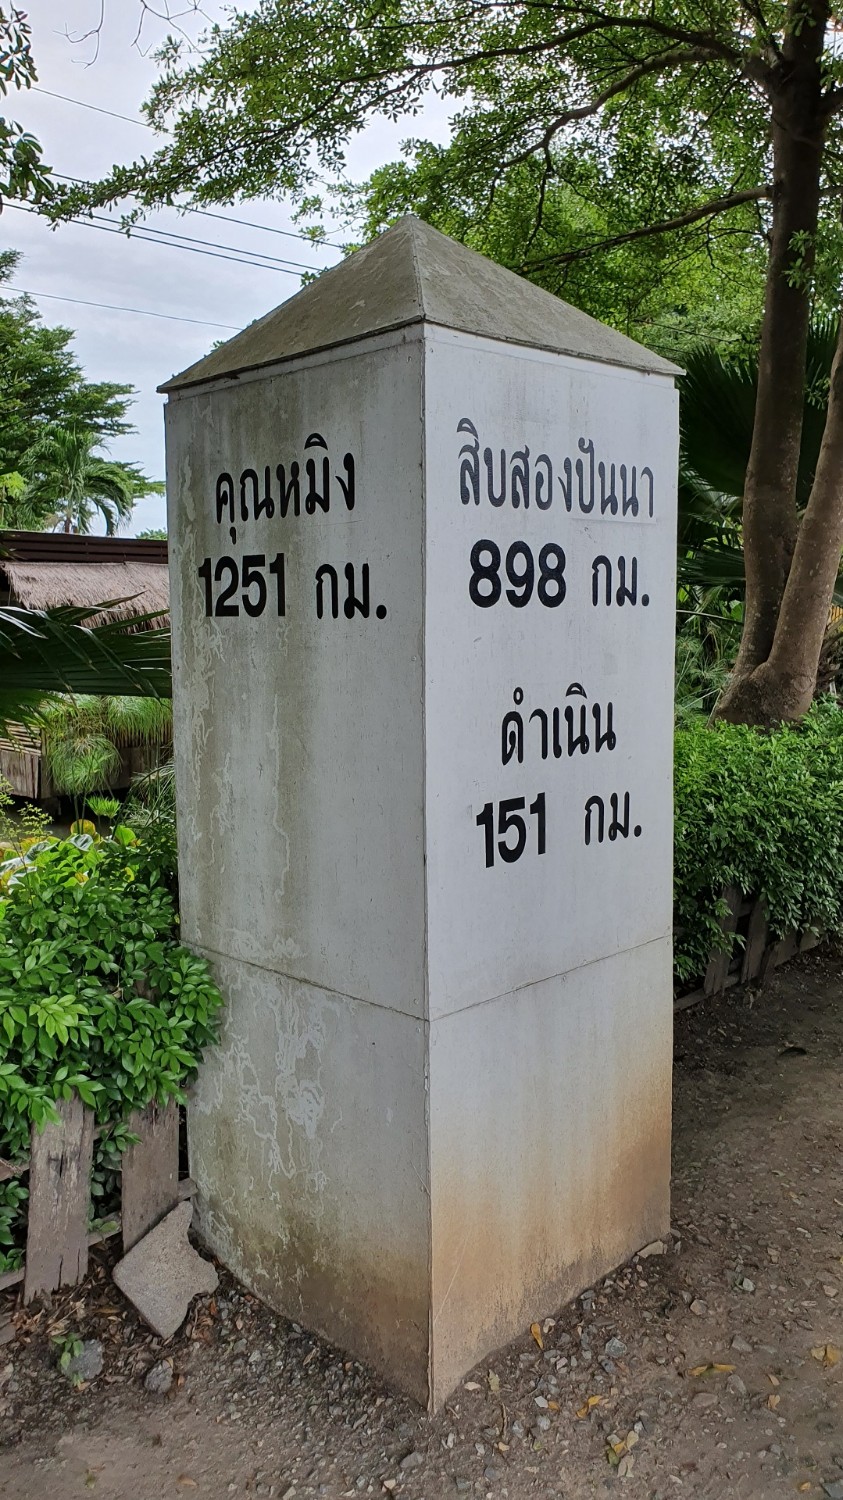 คุณหมิง
1251 กม.
สิบสองปันนา
898 กม.
ดำเนิน
151 กม.